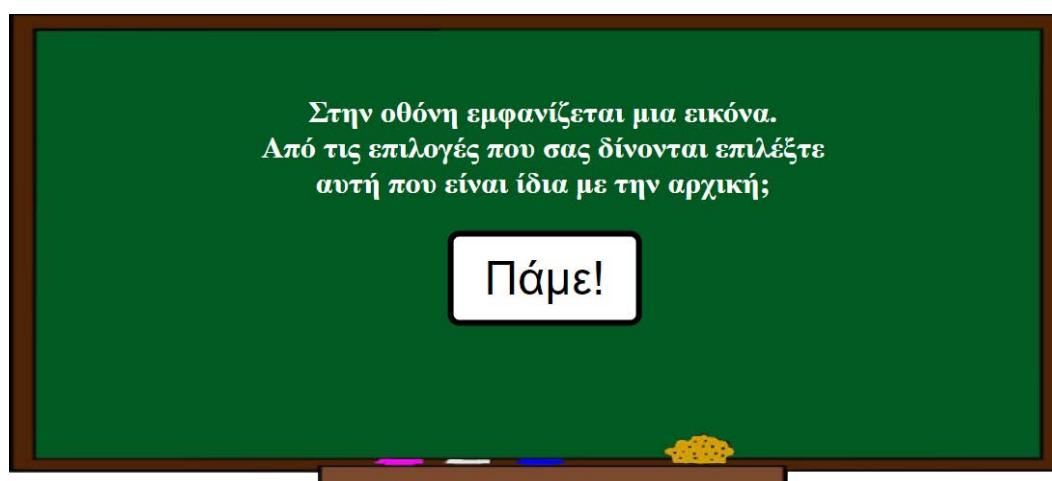 Στην οθόνη εμφανίζεται μια εικόνα.
Από τις επιλογές που σας δίνονται επιλέξτε
αυτή που είναι ίδια με την αρχική;
Πάμε!